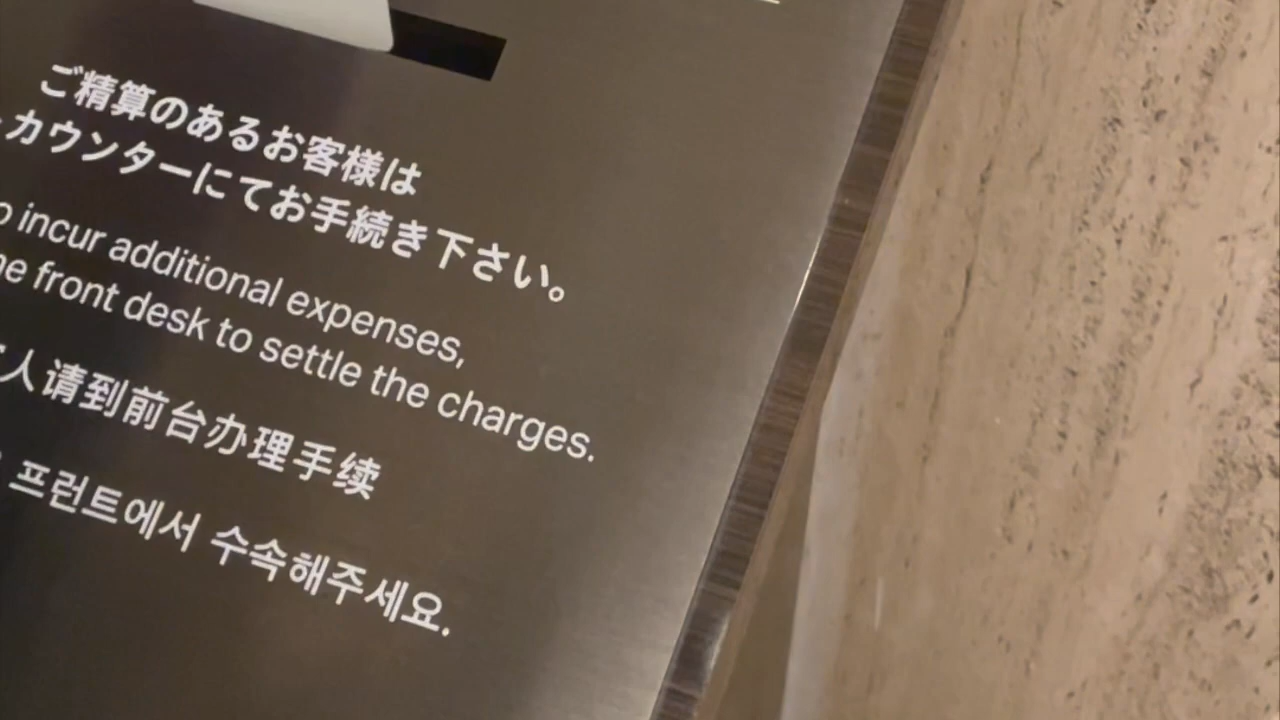 ご精算のあるお客様は
カウンターにてお手続き下さい。
incur additional expenses,
front desk to settle the charges.
人请到前台办理手续
프런트에서 수속해주세요.